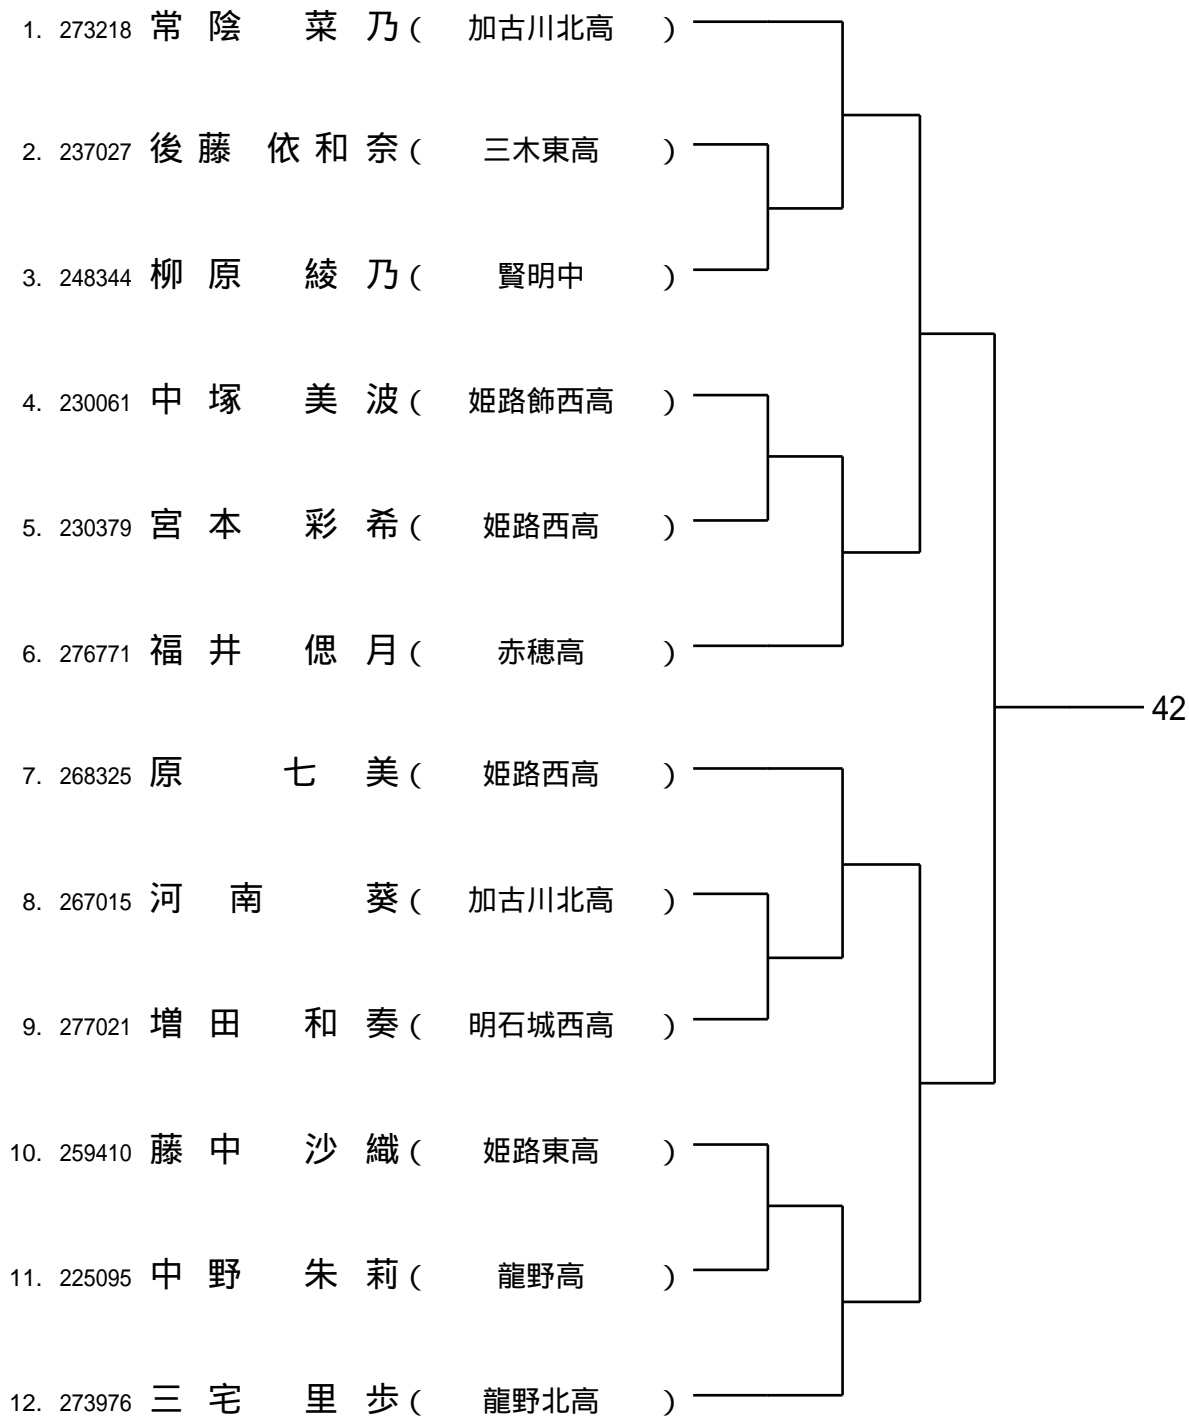 1. 273218 常陰 菜乃( 加古川北高 )
2. 237027 後藤 依和奈( 三木東高 )
3. 248344 柳原 綾乃( 賢明中 )
4. 230061 中塚 美波( 姫路飾西高 )
5. 230379 宮本 彩希( 姫路西高 )
6. 276771 福井 偲月( 赤穂高 )
42
7. 268325 原 七美( 姫路西高 )
8. 267015 河南 葵( 加古川北高 )
9. 277021 増田 和奏( 明石城西高 )
10. 259410 藤中 沙織( 姫路東高 )
11. 225095 中野 朱莉( 龍野高 )
12. 273976 三宅 里歩( 龍野北高 )